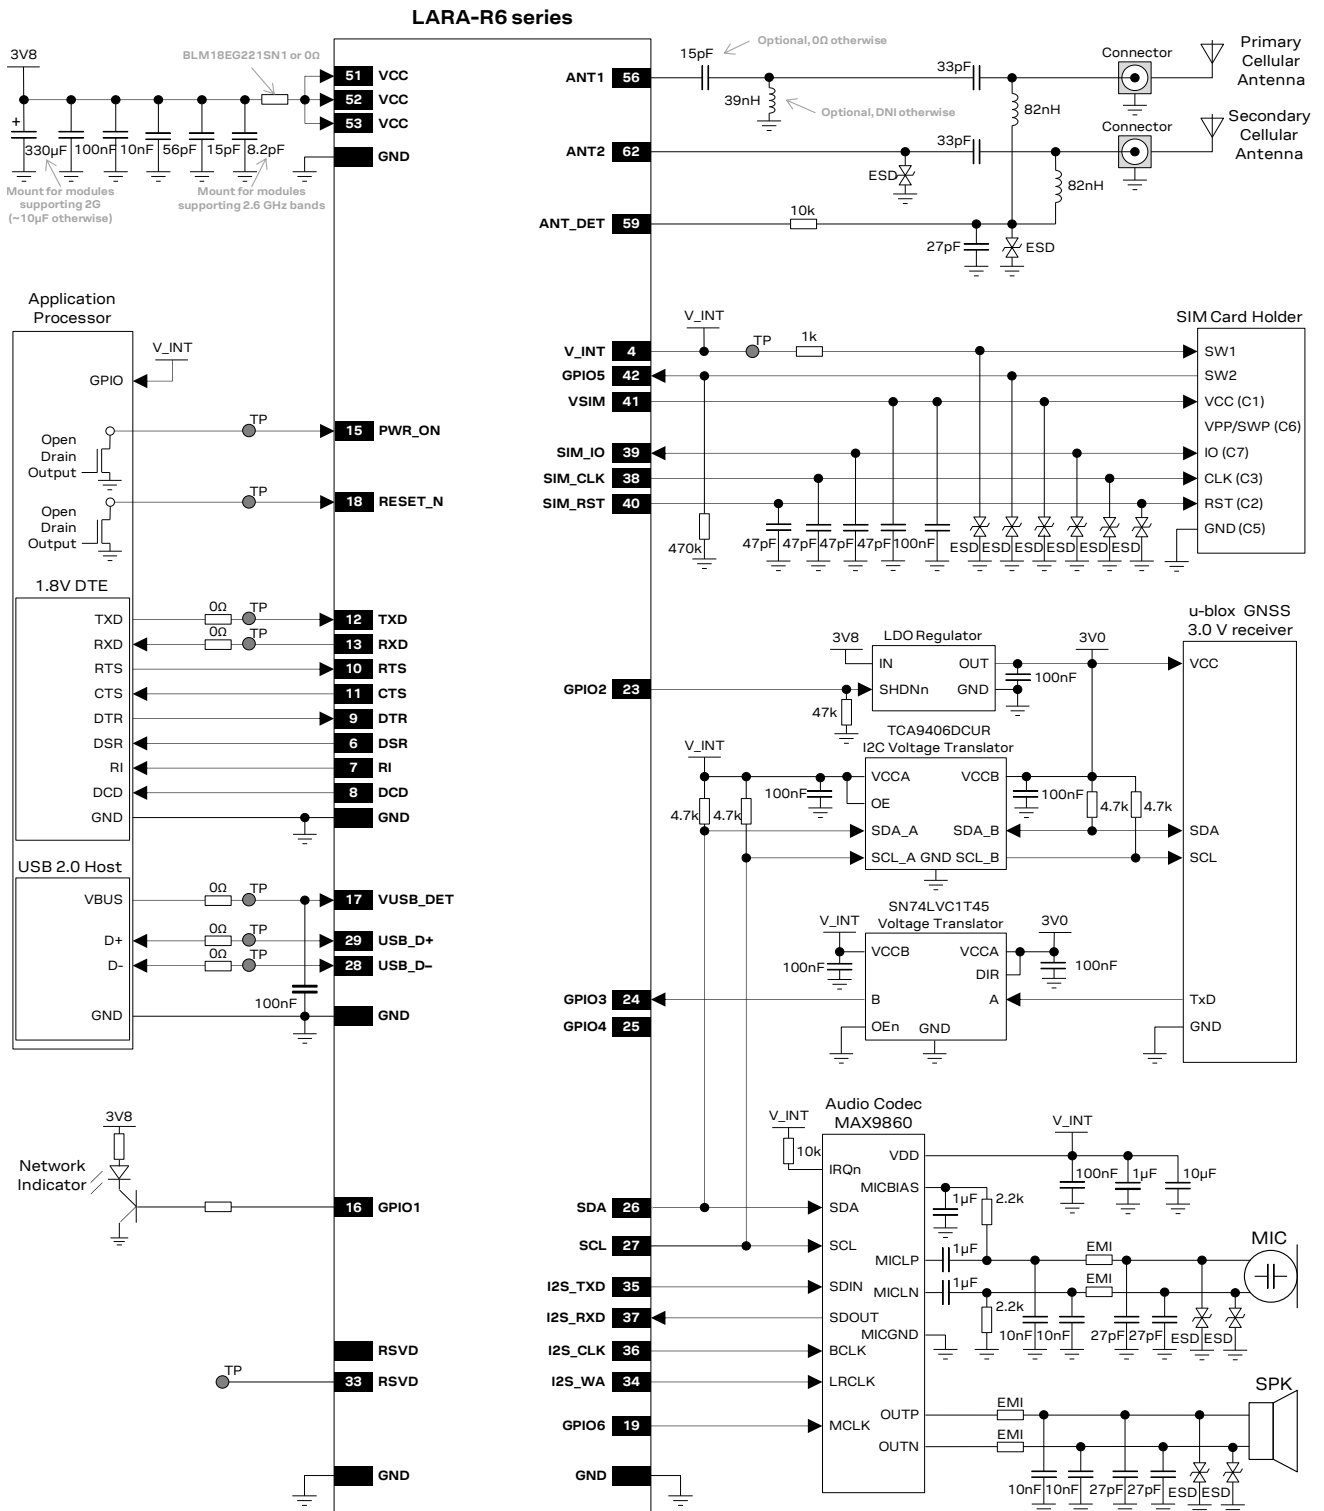 LARA-R6 series
3V8
BLM18EG221SN1 or 0Ω
51 VCC
52 VCC
53 VCC
GND
+
330µF 100nF 10nF 56pF 15pF 8.2pF
Mount for modules
supporting 2G
(~10µF otherwise)
Mount for modules
supporting 2.6 GHz bands
ANT1 56
15pF
Optional, 0Ω otherwise
39nH
Optional, DNI otherwise
33pF
82nH
Connector
Primary
Cellular
Antenna
ANT2 62
ESD
33pF
82nH
Connector
Secondary
Cellular
Antenna
ANT_DET 59
10k
27pF
ESD
Application
Processor
GPIO
V_INT
Open
Drain
Output
TP
15 PWR_ON
Open
Drain
Output
TP
18 RESET_N
V_INT
TP
1k
SIM Card Holder
V_INT 4
SW1
GPIO5 42
SW2
VSIM 41
VCC (C1)
VPP/SWP (C6)
SIM_IO 39
IO (C7)
SIM_CLK 38
CLK (C3)
SIM_RST 40
RST (C2)
GND (C5)
470k
47pF 47pF 47pF 47pF 100nF
ESD ESD ESD ESD ESD ESD
1.8V DTE
TXD 0Ω TP 12 TXD
RXD 0Ω TP 13 RXD
RTS 10 RTS
CTS 11 CTS
DTR 9 DTR
DSR 6 DSR
RI 7 RI
DCD 8 DCD
GND GND
USB 2.0 Host
VBUS 0Ω TP 17 VUSB_DET
D+ 0Ω TP 29 USB_D+
D- 0Ω TP 28 USB_D–
100nF
GND GND
u-blox GNSS
3.0 V receiver
3V8
LDO Regulator
3V0
IN OUT
VCC
100nF
GPIO2 23
SHDNn GND
47k
TCA9406DCUR
I2C Voltage Translator
V_INT
VCCA VCCB
100nF
100nF
OE
4.7k 4.7k
4.7k 4.7k
SDA_A SDA_B
SDA
SCL_A GND SCL_B
SCL
SN74LVC1T45
Voltage Translator
V_INT
3V0
VCCB VCCA
100nF
100nF
DIR
GPIO3 24
B A
TxD
GPIO4 25
OEn GND
GND
3V8
Network
Indicator
16 GPIO1
RSVD
TP
33 RSVD
GND
Audio Codec
MAX9860
V_INT
10k
IRQn
VDD
V_INT
100nF 1µF 10µF
MICBIAS
1µF 2.2k
SDA 26
SDA
SCL 27
SCL
MICLP
1µF
EMI
MIC
I2S_TXD 35
SDIN
MICLN
1µF
EMI
2.2k
I2S_RXD 37
SDOUT
MICGND
10nF 10nF 27pF 27pF ESD ESD
I2S_CLK 36
BCLK
I2S_WA 34
LRCLK
GPIO6 19
MCLK
OUTP
EMI
SPK
OUTN
EMI
10nF 10nF 27pF 27pF ESD ESD
GND